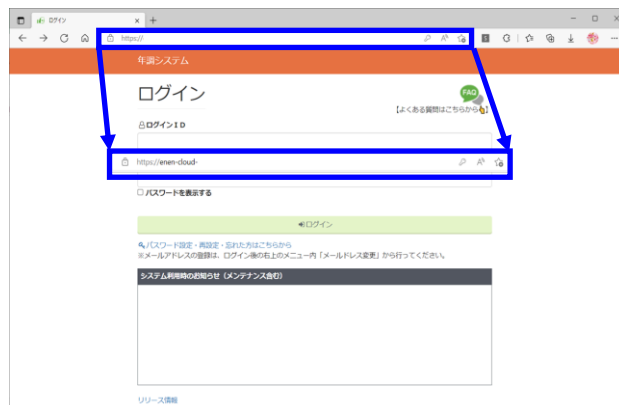 ログイン
https://
年調システム
ログイン
FAQ
【よくある質問はこちらから】
ログインID
https://enen-cloud-
パスワードを表示する
ログイン
パスワード設定・再設定・忘れた方はこちらから
※メールアドレスの登録は、ログイン後の右上のメニュー内「メールドレス変更」から行ってください。
システム利用時のお知らせ（メンテナンス含む）
リリース情報